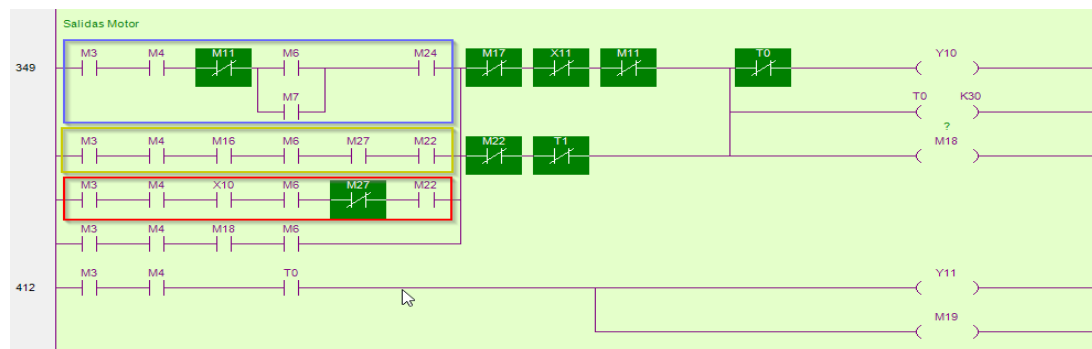 Salidas Motor
M3 M4 M11 M6 M24 M17 X11 M11 T0 Y10
349
M7 T0 K30
?
M3 M4 M16 M6 M27 M22 M22 T1 M18
M3 M4 X10 M6 M27 M22
M3 M4 M18 M6
M3 M4 T0 Y11
412
M19